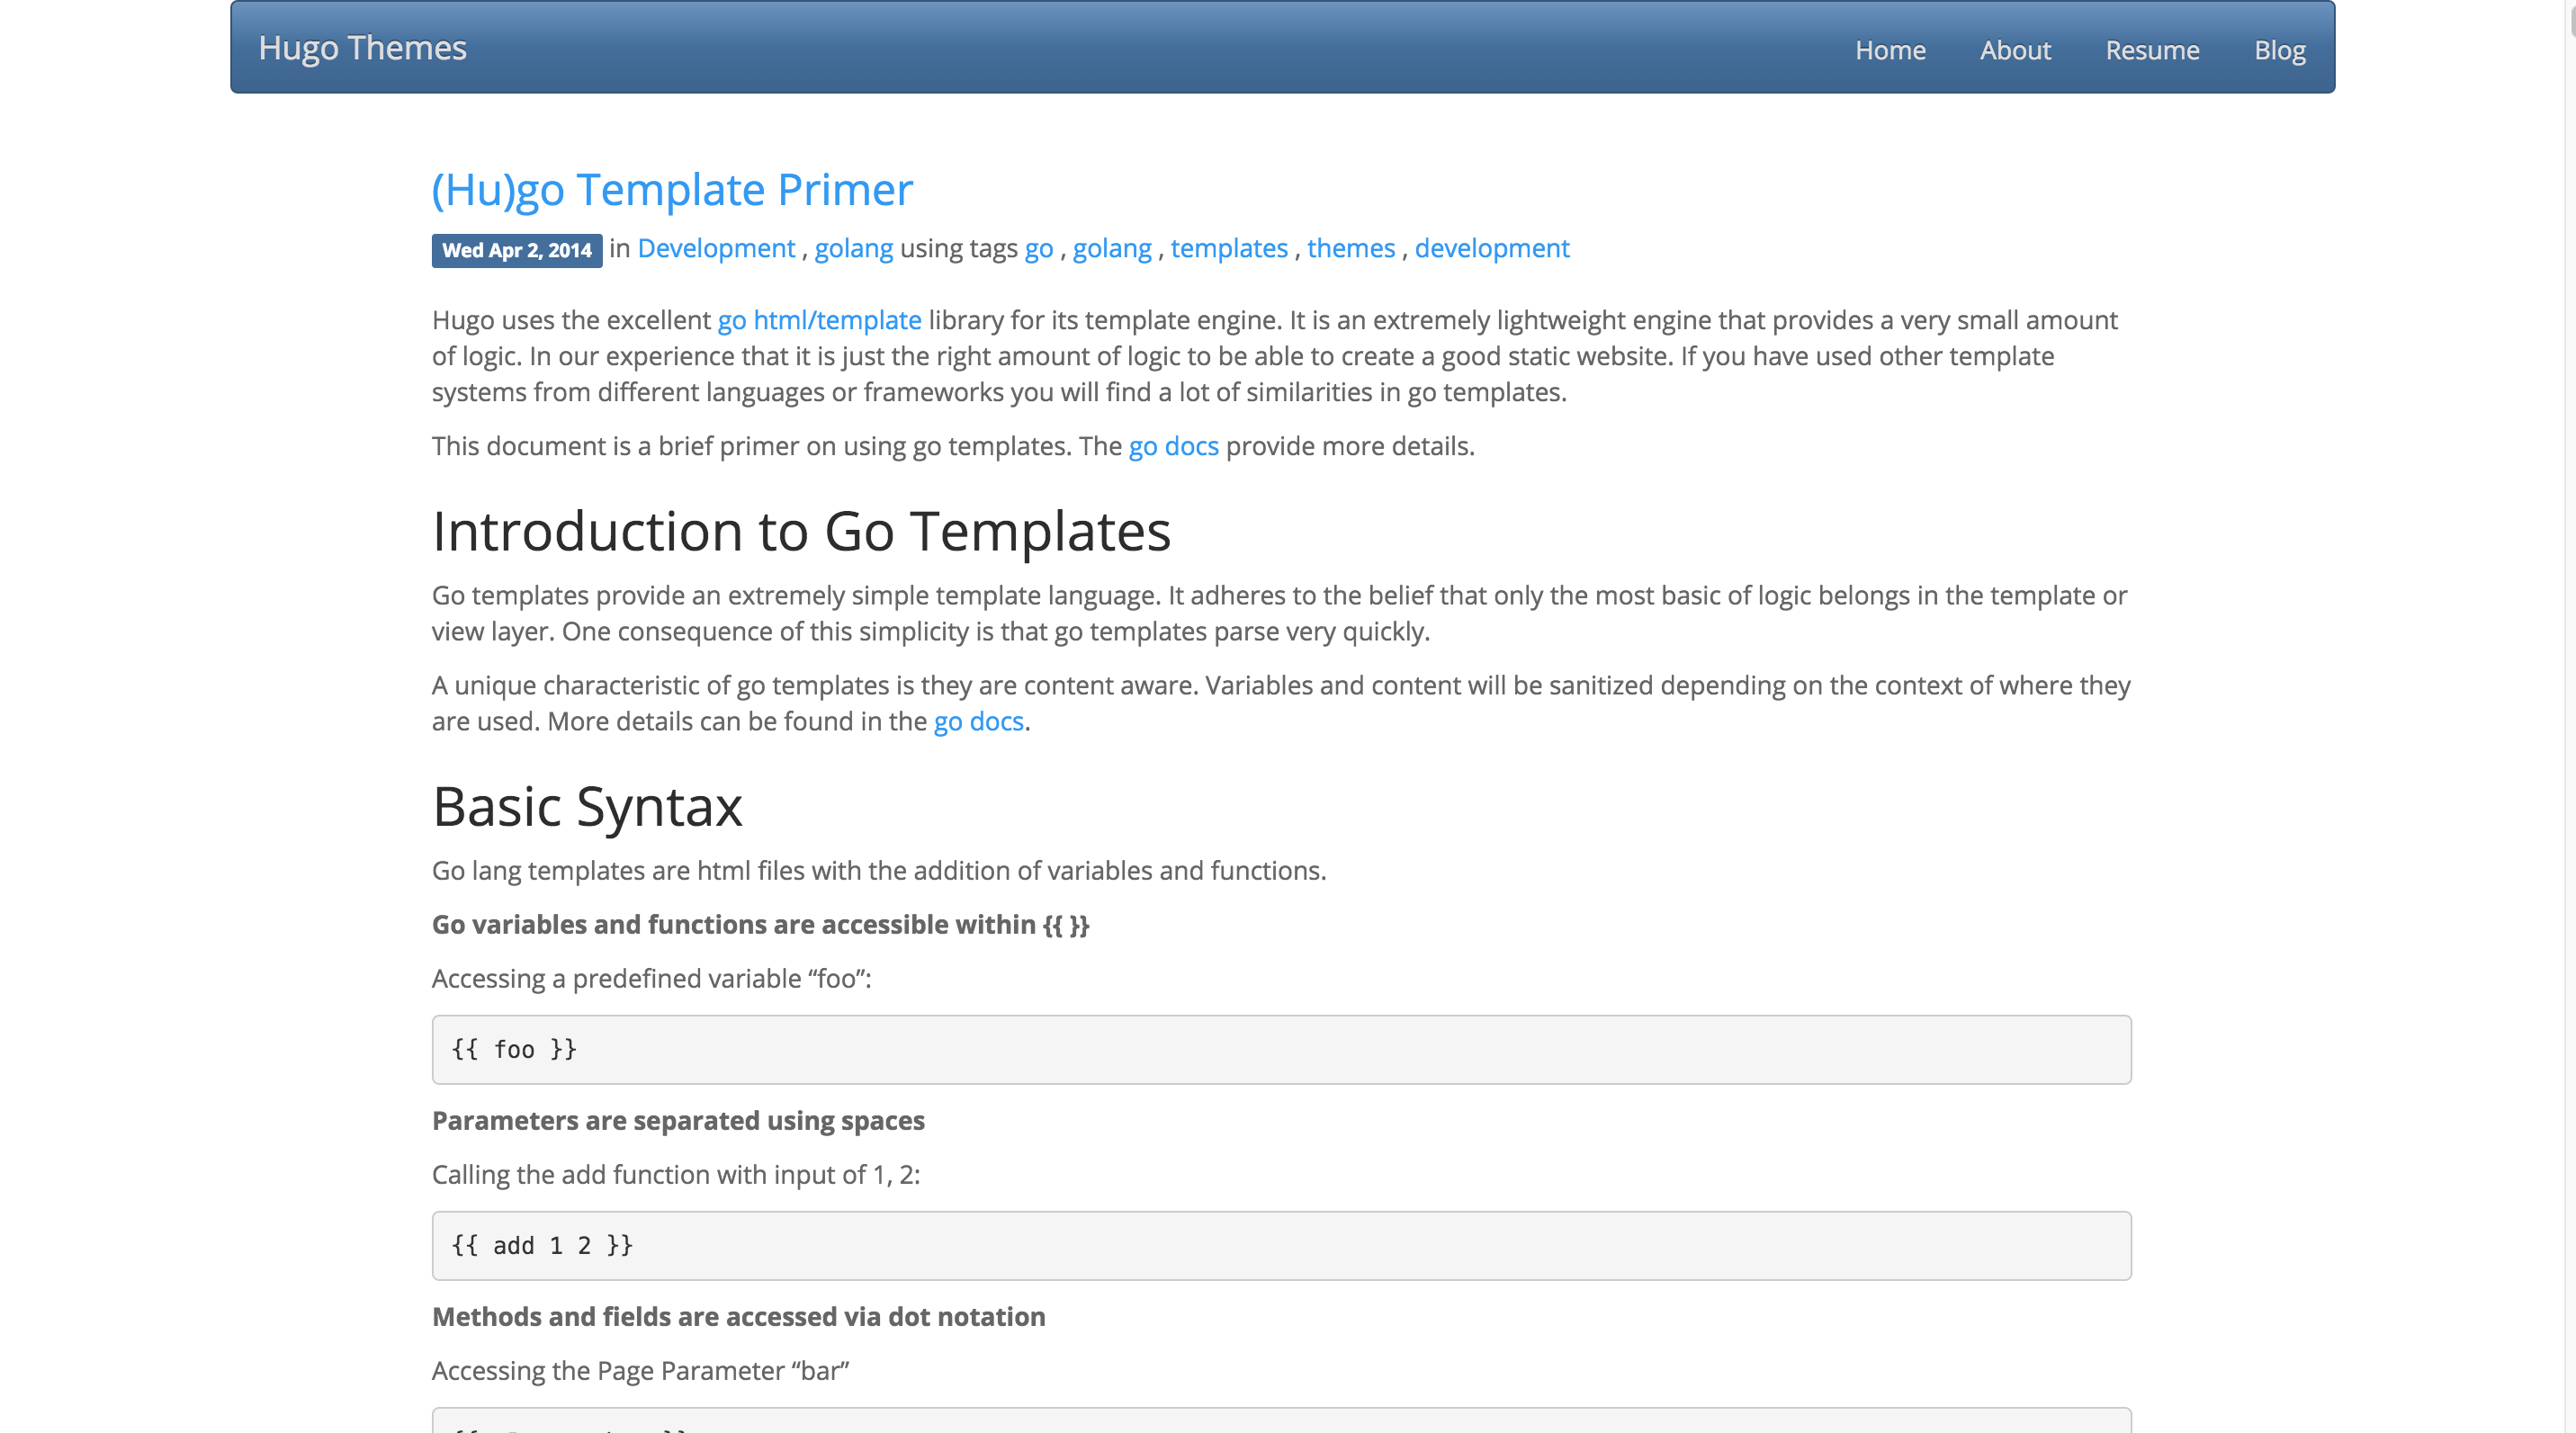 Hugo Themes
Home About Resume Blog
(Hu)go Template Primer
Wed Apr 2, 2014 in Development , golang using tags go , golang , templates , themes , development
Hugo uses the excellent go html/template library for its template engine. It is an extremely lightweight engine that provides a very small amount
of logic. In our experience that it is just the right amount of logic to be able to create a good static website. If you have used other template
systems from different languages or frameworks you will find a lot of similarities in go templates.
This document is a brief primer on using go templates. The go docs provide more details.
Introduction to Go Templates
Go templates provide an extremely simple template language. It adheres to the belief that only the most basic of logic belongs in the template or
view layer. One consequence of this simplicity is that go templates parse very quickly.
A unique characteristic of go templates is they are content aware. Variables and content will be sanitized depending on the context of where they
are used. More details can be found in the go docs.
Basic Syntax
Go lang templates are html files with the addition of variables and functions.
Go variables and functions are accessible within {{ }}
Accessing a predefined variable “foo”:
{{ foo }}
Parameters are separated using spaces
Calling the add function with input of 1, 2:
{{ add 1 2 }}
Methods and fields are accessed via dot notation
Accessing the Page Parameter “bar”